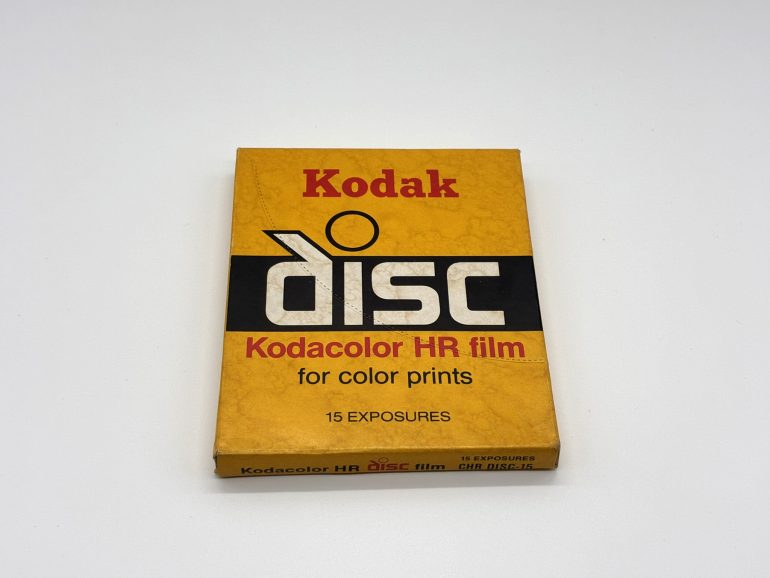 Kodak
disc
Kodacolor HR film
for color prints
15 EXPOSURES
Kodacolor HR disc film
15 EXPOSURES
CHR DISC-15